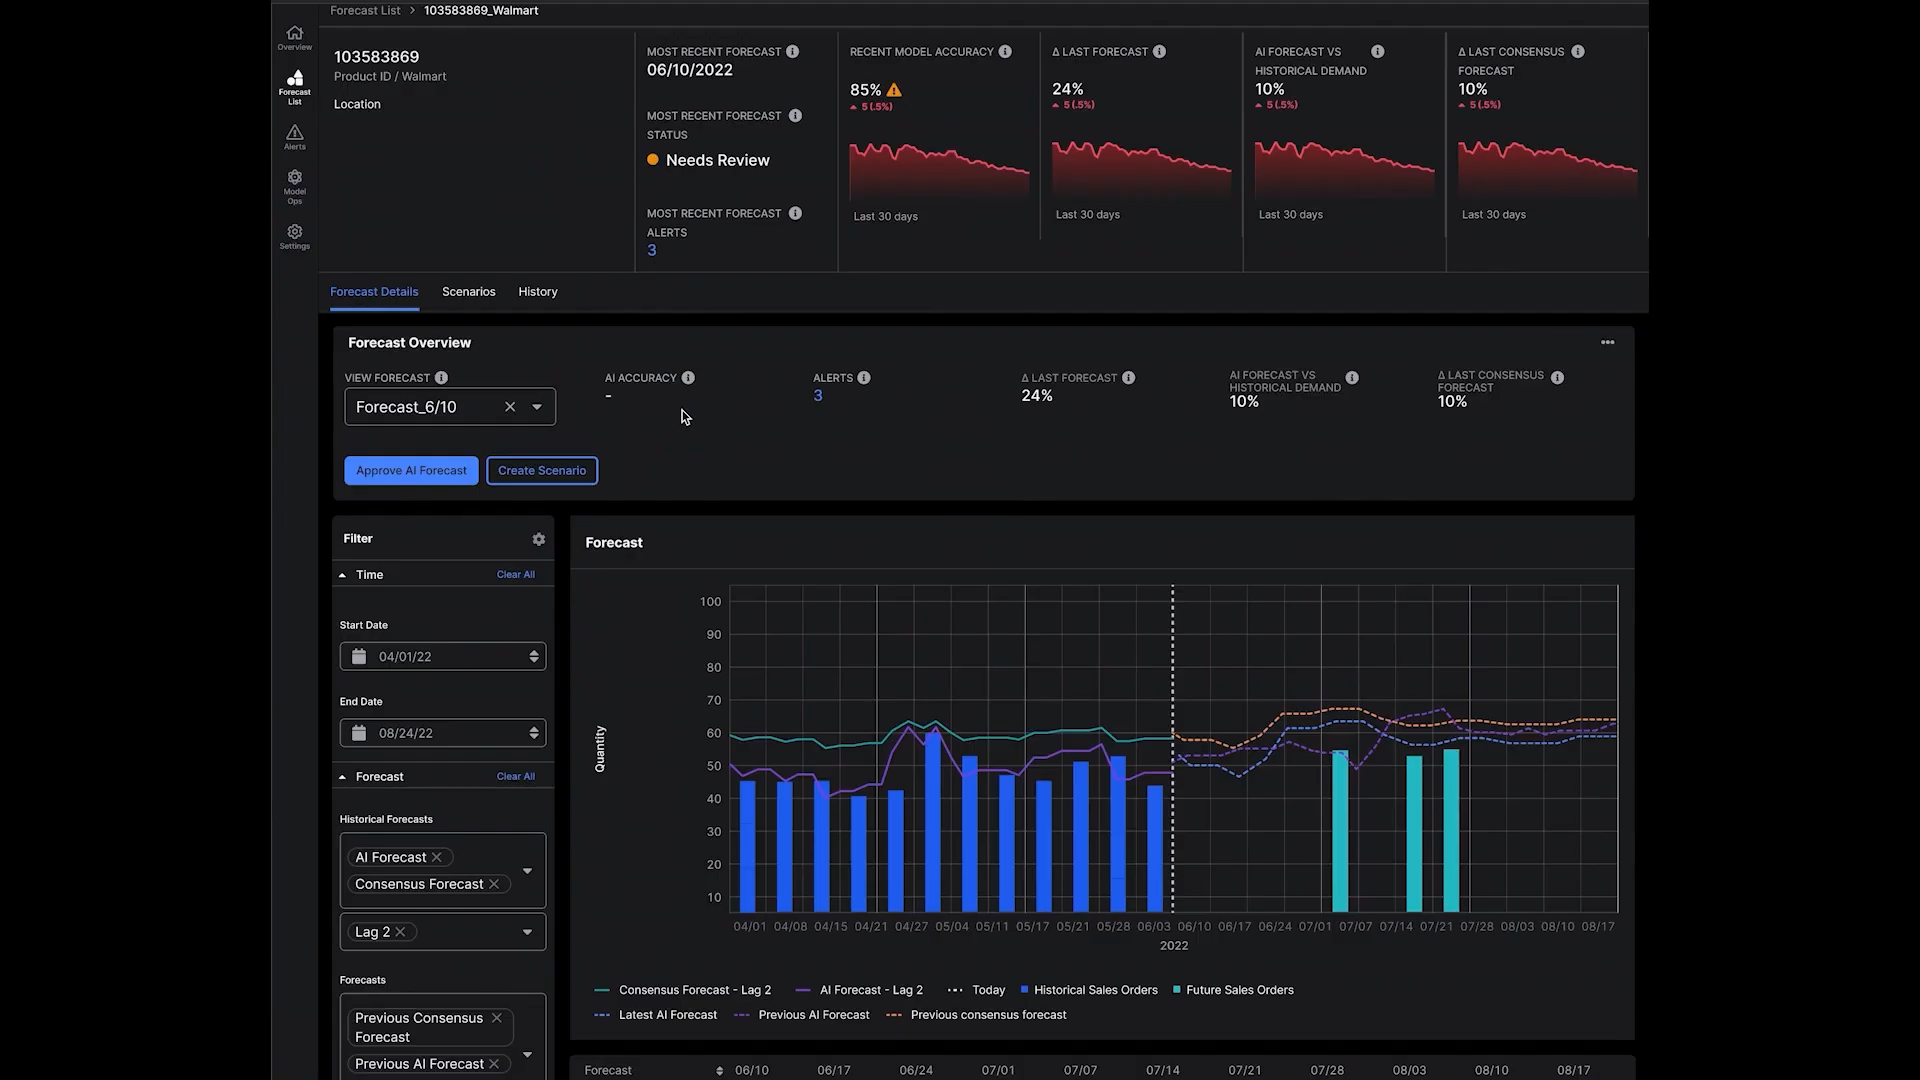 Forecast List > 103583869_Walmart
Overview
Forecast
List
Alerts
Model
Ops
Settings
103583869
Product ID / Walmart
Location
MOST RECENT FORECAST
06/10/2022
MOST RECENT FORECAST
STATUS
Needs Review
MOST RECENT FORECAST
ALERTS
3
RECENT MODEL ACCURACY
85%
5 (.5%)
Last 30 days
Δ LAST FORECAST
24%
5 (.5%)
Last 30 days
AI FORECAST VS
HISTORICAL DEMAND
10%
5 (.5%)
Last 30 days
Δ LAST CONSENSUS
FORECAST
10%
5 (.5%)
Last 30 days
Forecast Details Scenarios History
Forecast Overview
VIEW FORECAST
Forecast_6/10
AI ACCURACY
-
ALERTS
3
Δ LAST FORECAST
24%
AI FORECAST VS
HISTORICAL DEMAND
10%
Δ LAST CONSENSUS
FORECAST
10%
Approve AI Forecast Create Scenario
Filter
Time Clear All
Start Date
04/01/22
End Date
08/24/22
Forecast Clear All
Historical Forecasts
AI Forecast
Consensus Forecast
Lag 2
Forecasts
Previous Consensus
Forecast
Previous AI Forecast
Forecast
Quantity
100
90
80
70
60
50
40
30
20
10
04/01 04/08 04/15 04/21 04/27 05/04 05/11 05/17 05/21 05/28 06/03 06/10 06/17 06/24 07/01 07/07 07/14 07/21 07/28 08/03 08/10 08/17
2022
Consensus Forecast - Lag 2 AI Forecast - Lag 2 Today Historical Sales Orders Future Sales Orders
Latest AI Forecast Previous AI Forecast Previous consensus forecast
Forecast 06/10 06/17 06/24 07/01 07/07 07/14 07/21 07/28 08/03 08/10 08/17